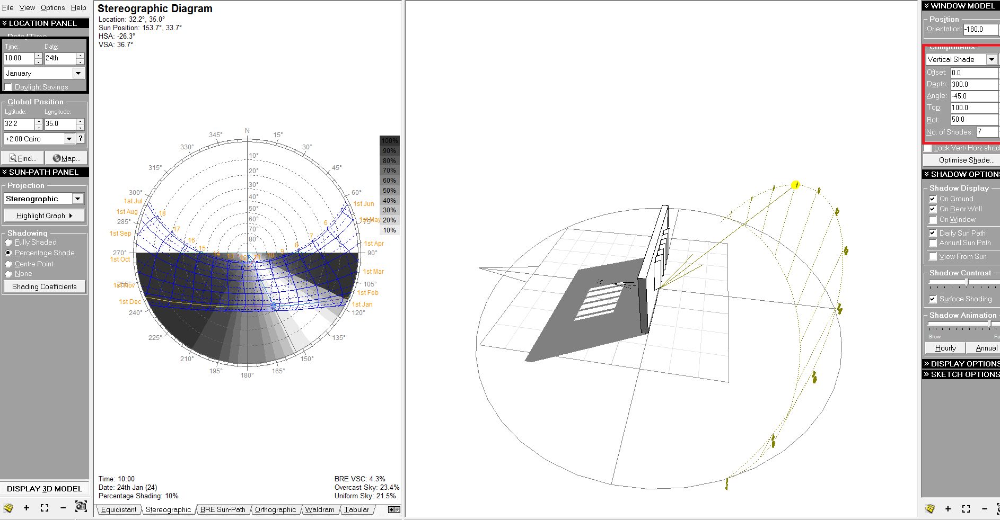 File View Options Help
LOCATION PANEL
Date/Time
Time: Date:
10:00 24th
January
Daylight Savings
Global Position
Latitude: Longitude:
32.2 35.0
+2:00 Cairo ?
Find... Map...
SUN-PATH PANEL
Projection
Stereographic
Highlight Graph
Shadowing
Fully Shaded
Percentage Shade
Centre Point
None
Shading Coefficients
DISPLAY 3D MODEL
Stereographic Diagram
Location: 32.2°, 35.0°
Sun Position: 153.7°, 33.7°
HSA: -26.3°
VSA: 36.7°
N
345° 15°
330° 30°
315° 45°
300° 60°
285° 75°
270° 90°
255° 105°
240° 120°
225° 135°
210° 150°
195° 165°
180°
10°
20°
30°
40°
50°
60°
70°
80°
1st Jul 1st Jun
1st Aug 1st May
1st Sep 1st Apr
1st Oct 1st Mar
1st Nov 1st Feb
1st Dec 1st Jan
18 6
17 7
16 8
15 9
14 13 12 11 10
100%
90%
80%
70%
60%
50%
40%
30%
20%
10%
Time: 10:00
Date: 24th Jan (24)
Percentage Shading: 10%
BRE VSC: 4.3%
Overcast Sky: 23.4%
Uniform Sky: 21.5%
Equidistant Stereographic BRE Sun-Path Orthographic Waldram Tabular
WINDOW MODEL
Position
Orientation: -180.0
Components
Vertical Shade
Offset: 0.0
Depth: 300.0
Angle: -45.0
Top: 100.0
Bot: 50.0
No. of Shades: 7
Lock Vert+Horz shad
Optimise Shade...
SHADOW OPTIONS
Shadow Display
On Ground
On Rear Wall
On Window
Daily Sun Path
Annual Sun Path
View From Sun
Shadow Contrast
Surface Shading
Shadow Animation
Slow Fa
Hourly Annual
DISPLAY OPTIONS
SKETCH OPTIONS